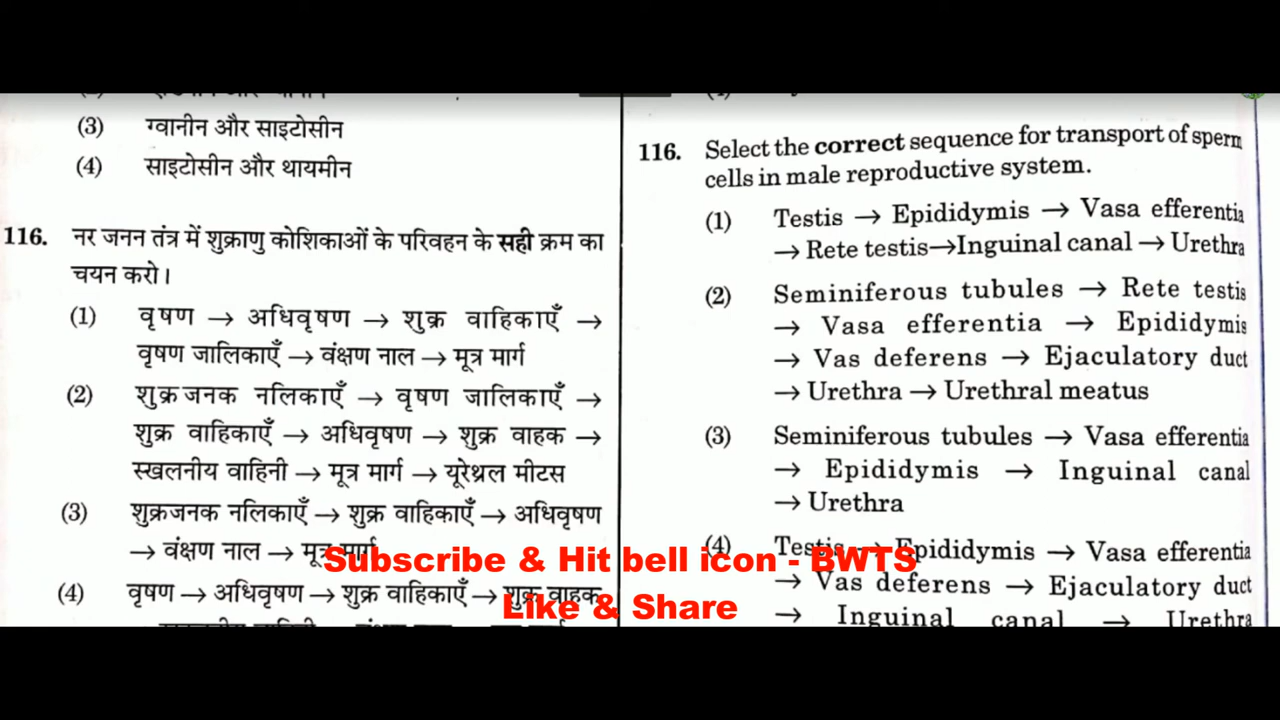 (3) ग्वानीन और साइटोसीन
(4) साइटोसीन और थायमीन
116. नर जनन तंत्र में शुक्राणु कोशिकाओं के परिवहन के सही क्रम का
चयन करो।
(1) वृषण → अधिवृषण → शुक्र वाहिकाएँ →
वृषण जालिकाएँ → वंक्षण नाल → मूत्र मार्ग
(2) शुक्रजनक नलिकाएँ → वृषण जालिकाएँ →
शुक्र वाहिकाएँ → अधिवृषण → शुक्र वाहक →
स्खलनीय वाहिनी → मूत्र मार्ग → यूरेथ्रल मीटस
(3) शुक्रजनक नलिकाएँ → शुक्र वाहिकाएँ → अधिवृषण
→ वंक्षण नाल → मूत्र मार्ग
(4) वृषण → अधिवृषण → शुक्र वाहिकाएँ → शुक्र वाहक
116. Select the correct sequence for transport of sperm
cells in male reproductive system.
(1) Testis → Epididymis → Vasa efferentia
→ Rete testis → Inguinal canal → Urethra
(2) Seminiferous tubules → Rete testis
→ Vasa efferentia → Epididymis
→ Vas deferens → Ejaculatory duct
→ Urethra → Urethral meatus
(3) Seminiferous tubules → Vasa efferentia
→ Epididymis → Inguinal canal
→ Urethra
(4) Testis → Epididymis → Vasa efferentia
→ Vas deferens → Ejaculatory duct
→ Inguinal canal → Urethra
Subscribe & Hit bell icon - BWTS
Like & Share